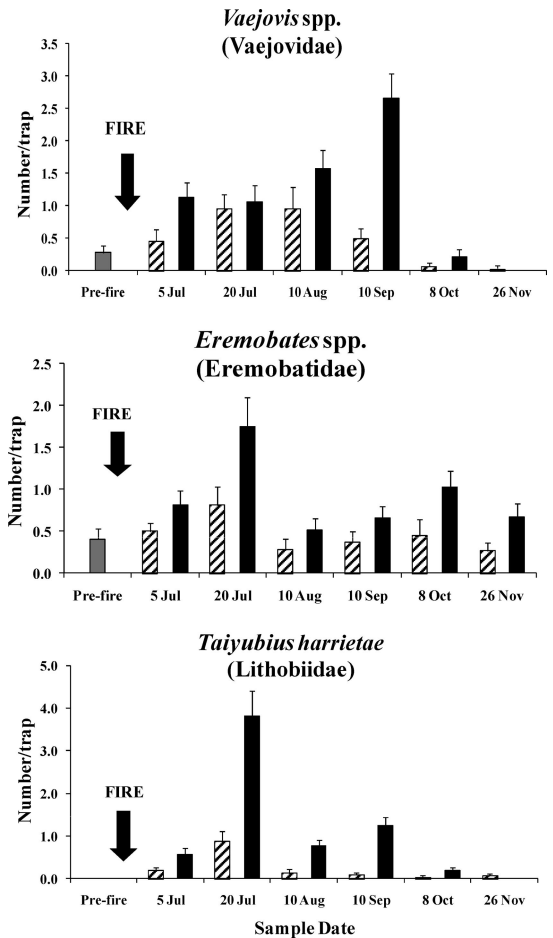 Vaejovis spp.
(Vaejovidae)
Number/trap
3.5
3.0
2.5
2.0
1.5
1.0
0.5
0.0
FIRE
Pre-fire 5 Jul 20 Jul 10 Aug 10 Sep 8 Oct 26 Nov
Eremobates spp.
(Eremobatidae)
Number/trap
2.5
2.0
1.5
1.0
0.5
0.0
FIRE
Pre-fire 5 Jul 20 Jul 10 Aug 10 Sep 8 Oct 26 Nov
Taiyubius harrietae
(Lithobiidae)
Number/trap
5.0
4.0
3.0
2.0
1.0
0.0
FIRE
Pre-fire 5 Jul 20 Jul 10 Aug 10 Sep 8 Oct 26 Nov
Sample Date